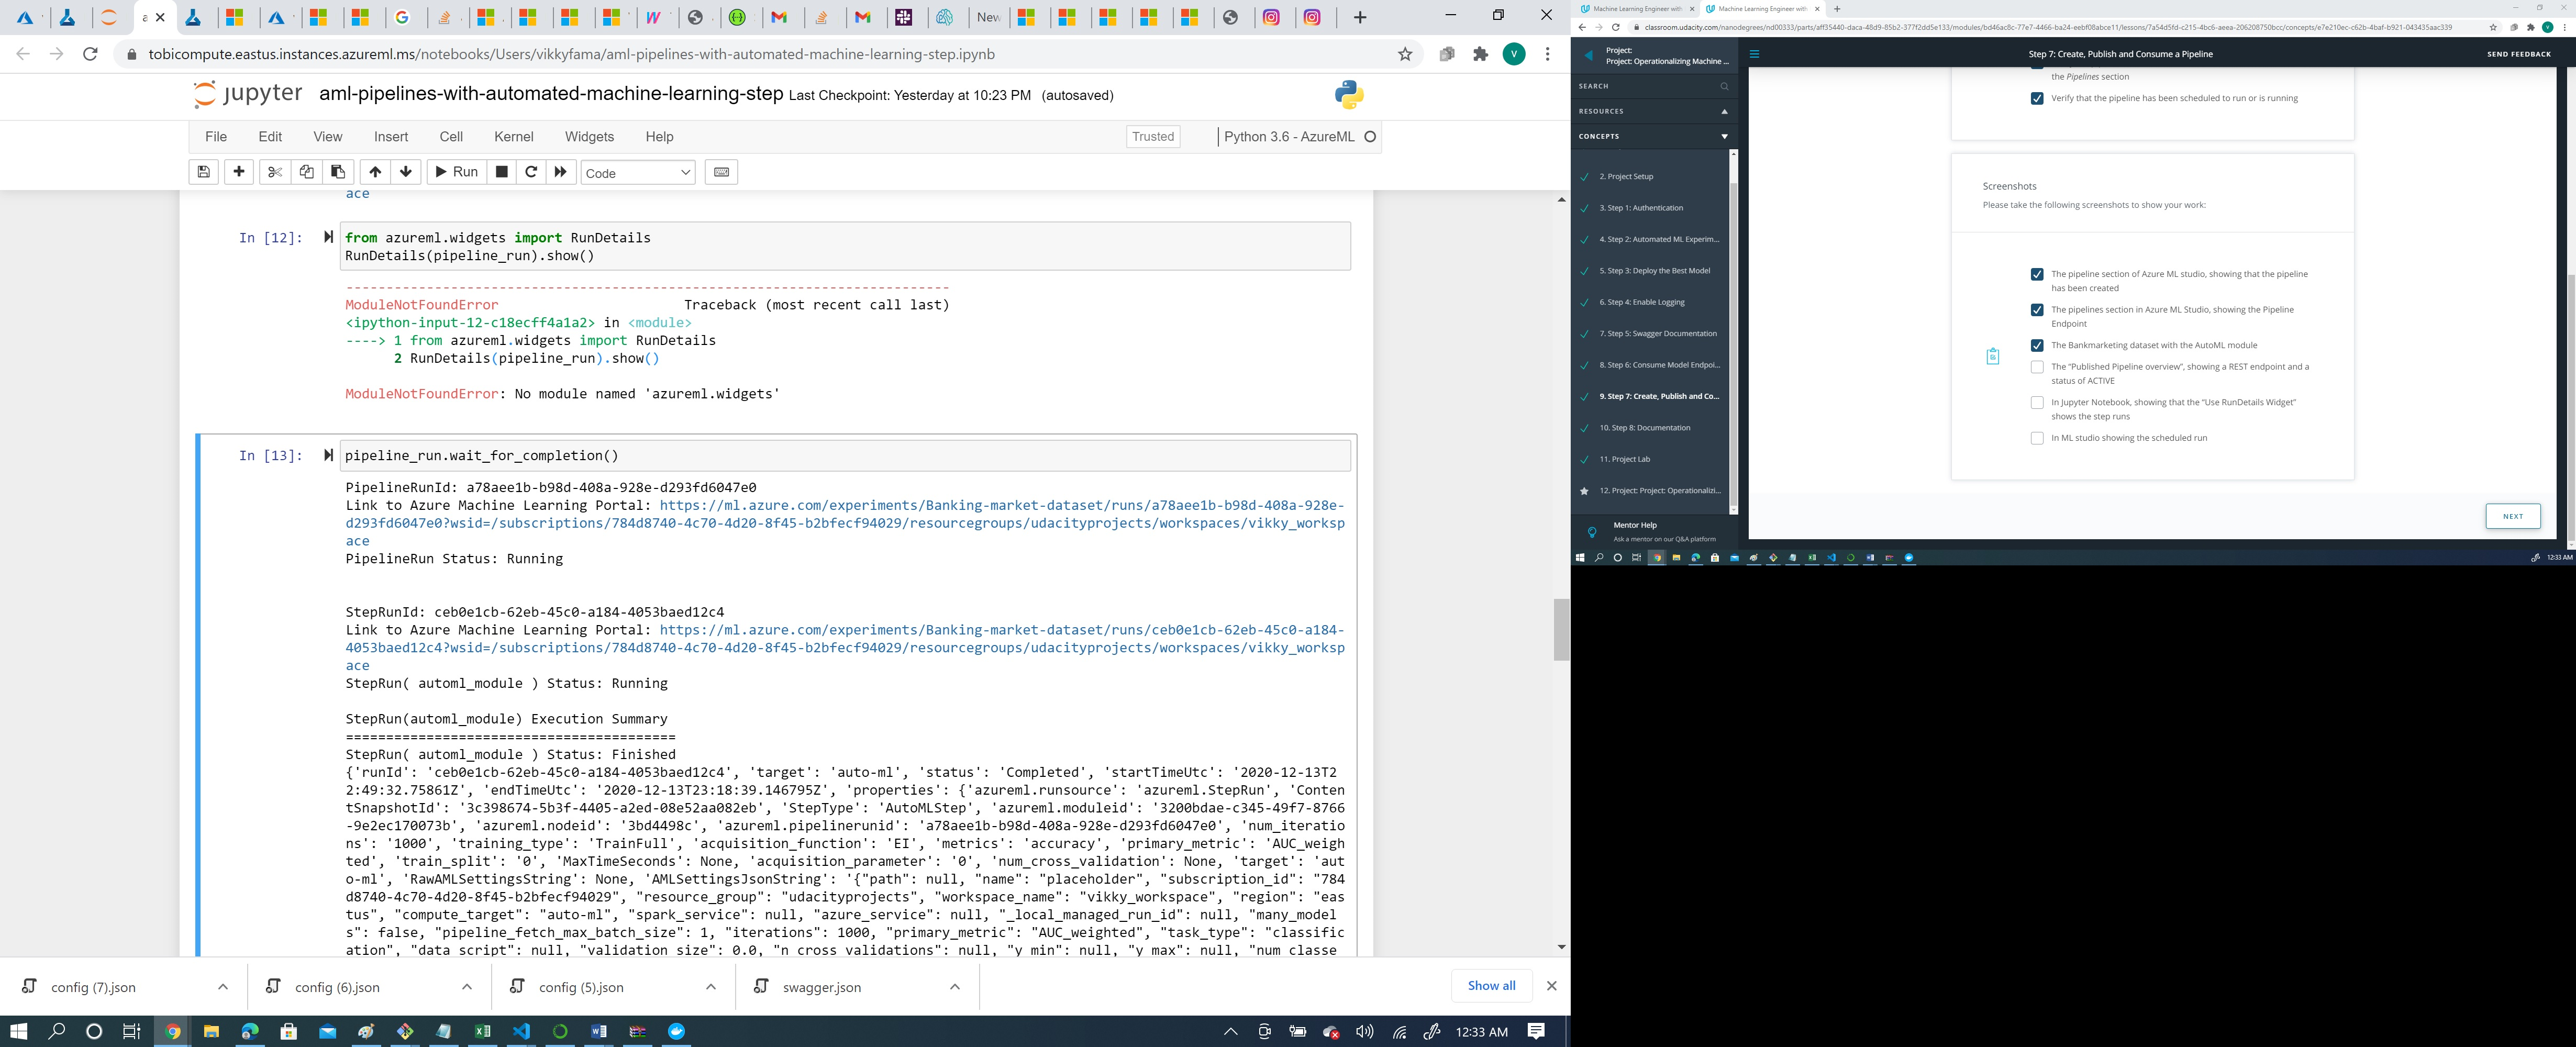 New
tobicompute.eastus.instances.azureml.ms/notebooks/Users/vikkyfama/aml-pipelines-with-automated-machine-learning-step.ipynb
V
jupyter aml-pipelines-with-automated-machine-learning-step Last Checkpoint: Yesterday at 10:23 PM (autosaved)
File Edit View Insert Cell Kernel Widgets Help Trusted Python 3.6 - AzureML
Run Code
ace
In [12]: from azureml.widgets import RunDetails
RunDetails(pipeline_run).show()
---------------------------------------------------------------------------
ModuleNotFoundError Traceback (most recent call last)
<ipython-input-12-c18ecff4a1a2> in <module>
----> 1 from azureml.widgets import RunDetails
2 RunDetails(pipeline_run).show()
ModuleNotFoundError: No module named 'azureml.widgets'
In [13]: pipeline_run.wait_for_completion()
PipelineRunId: a78aee1b-b98d-408a-928e-d293fd6047e0
Link to Azure Machine Learning Portal: https://ml.azure.com/experiments/Banking-market-dataset/runs/a78aee1b-b98d-408a-928e-
d293fd6047e0?wsid=/subscriptions/784d8740-4c70-4d20-8f45-b2bfecf94029/resourcegroups/udacityprojects/workspaces/vikky_worksp
ace
PipelineRun Status: Running
StepRunId: ceb0e1cb-62eb-45c0-a184-4053baed12c4
Link to Azure Machine Learning Portal: https://ml.azure.com/experiments/Banking-market-dataset/runs/ceb0e1cb-62eb-45c0-a184-
4053baed12c4?wsid=/subscriptions/784d8740-4c70-4d20-8f45-b2bfecf94029/resourcegroups/udacityprojects/workspaces/vikky_worksp
ace
StepRun( automl_module ) Status: Running
StepRun(automl_module) Execution Summary
=========================================
StepRun( automl_module ) Status: Finished
{'runId': 'ceb0e1cb-62eb-45c0-a184-4053baed12c4', 'target': 'auto-ml', 'status': 'Completed', 'startTimeUtc': '2020-12-13T2
2:49:32.75861Z', 'endTimeUtc': '2020-12-13T23:18:39.146795Z', 'properties': {'azureml.runsource': 'azureml.StepRun', 'Conten
tSnapshotId': '3c398674-5b3f-4405-a2ed-08e52aa082eb', 'StepType': 'AutoMLStep', 'azureml.moduleid': '3200bdae-c345-49f7-8766
-9e2ec170073b', 'azureml.nodeid': '3bd4498c', 'azureml.pipelinerunid': 'a78aee1b-b98d-408a-928e-d293fd6047e0', 'num_iteratio
ns': '1000', 'training_type': 'TrainFull', 'acquisition_function': 'EI', 'metrics': 'accuracy', 'primary_metric': 'AUC_weigh
ted', 'train_split': '0', 'MaxTimeSeconds': None, 'acquisition_parameter': '0', 'num_cross_validation': None, 'target': 'aut
o-ml', 'RawAMLSettingsString': None, 'AMLSettingsJsonString': '{"path": null, "name": "placeholder", "subscription_id": "784
d8740-4c70-4d20-8f45-b2bfecf94029", "resource_group": "udacityprojects", "workspace_name": "vikky_workspace", "region": "eas
tus", "compute_target": "auto-ml", "spark_service": null, "azure_service": null, "_local_managed_run_id": null, "many_model
s": false, "pipeline_fetch_max_batch_size": 1, "iterations": 1000, "primary_metric": "AUC_weighted", "task_type": "classific
ation", "data_script": null, "validation_size": 0.0, "n_cross_validations": null, "y_min": null, "y_max": null, "num_classe
config (7).json config (6).json config (5).json swagger.json Show all
12:33 AM
Machine Learning Engineer with Machine Learning Engineer with
classroom.udacity.com/nanodegrees/nd00333/parts/aff35440-daca-48d9-85b2-377f2dd5e133/modules/bd46ac8c-77e7-4466-ba24-eebf08abce11/lessons/7a54d5fd-c215-4bc6-aeea-206208750bcc/concepts/e7e210ec-c62b-4baf-b921-043435aac339
Project:
Project: Operationalizing Machine ...
Step 7: Create, Publish and Consume a Pipeline
SEND FEEDBACK
SEARCH
RESOURCES
CONCEPTS
2. Project Setup
3. Step 1: Authentication
4. Step 2: Automated ML Experim...
5. Step 3: Deploy the Best Model
6. Step 4: Enable Logging
7. Step 5: Swagger Documentation
8. Step 6: Consume Model Endpoi...
9. Step 7: Create, Publish and Co...
10. Step 8: Documentation
11. Project Lab
12. Project: Project: Operationalizi...
Mentor Help
Ask a mentor on our Q&A platform
the Pipelines section
Verify that the pipeline has been scheduled to run or is running
Screenshots
Please take the following screenshots to show your work:
The pipeline section of Azure ML studio, showing that the pipeline
has been created
The pipelines section in Azure ML Studio, showing the Pipeline
Endpoint
The Bankmarketing dataset with the AutoML module
The “Published Pipeline overview”, showing a REST endpoint and a
status of ACTIVE
In Jupyter Notebook, showing that the “Use RunDetails Widget”
shows the step runs
In ML studio showing the scheduled run
NEXT
12:33 AM